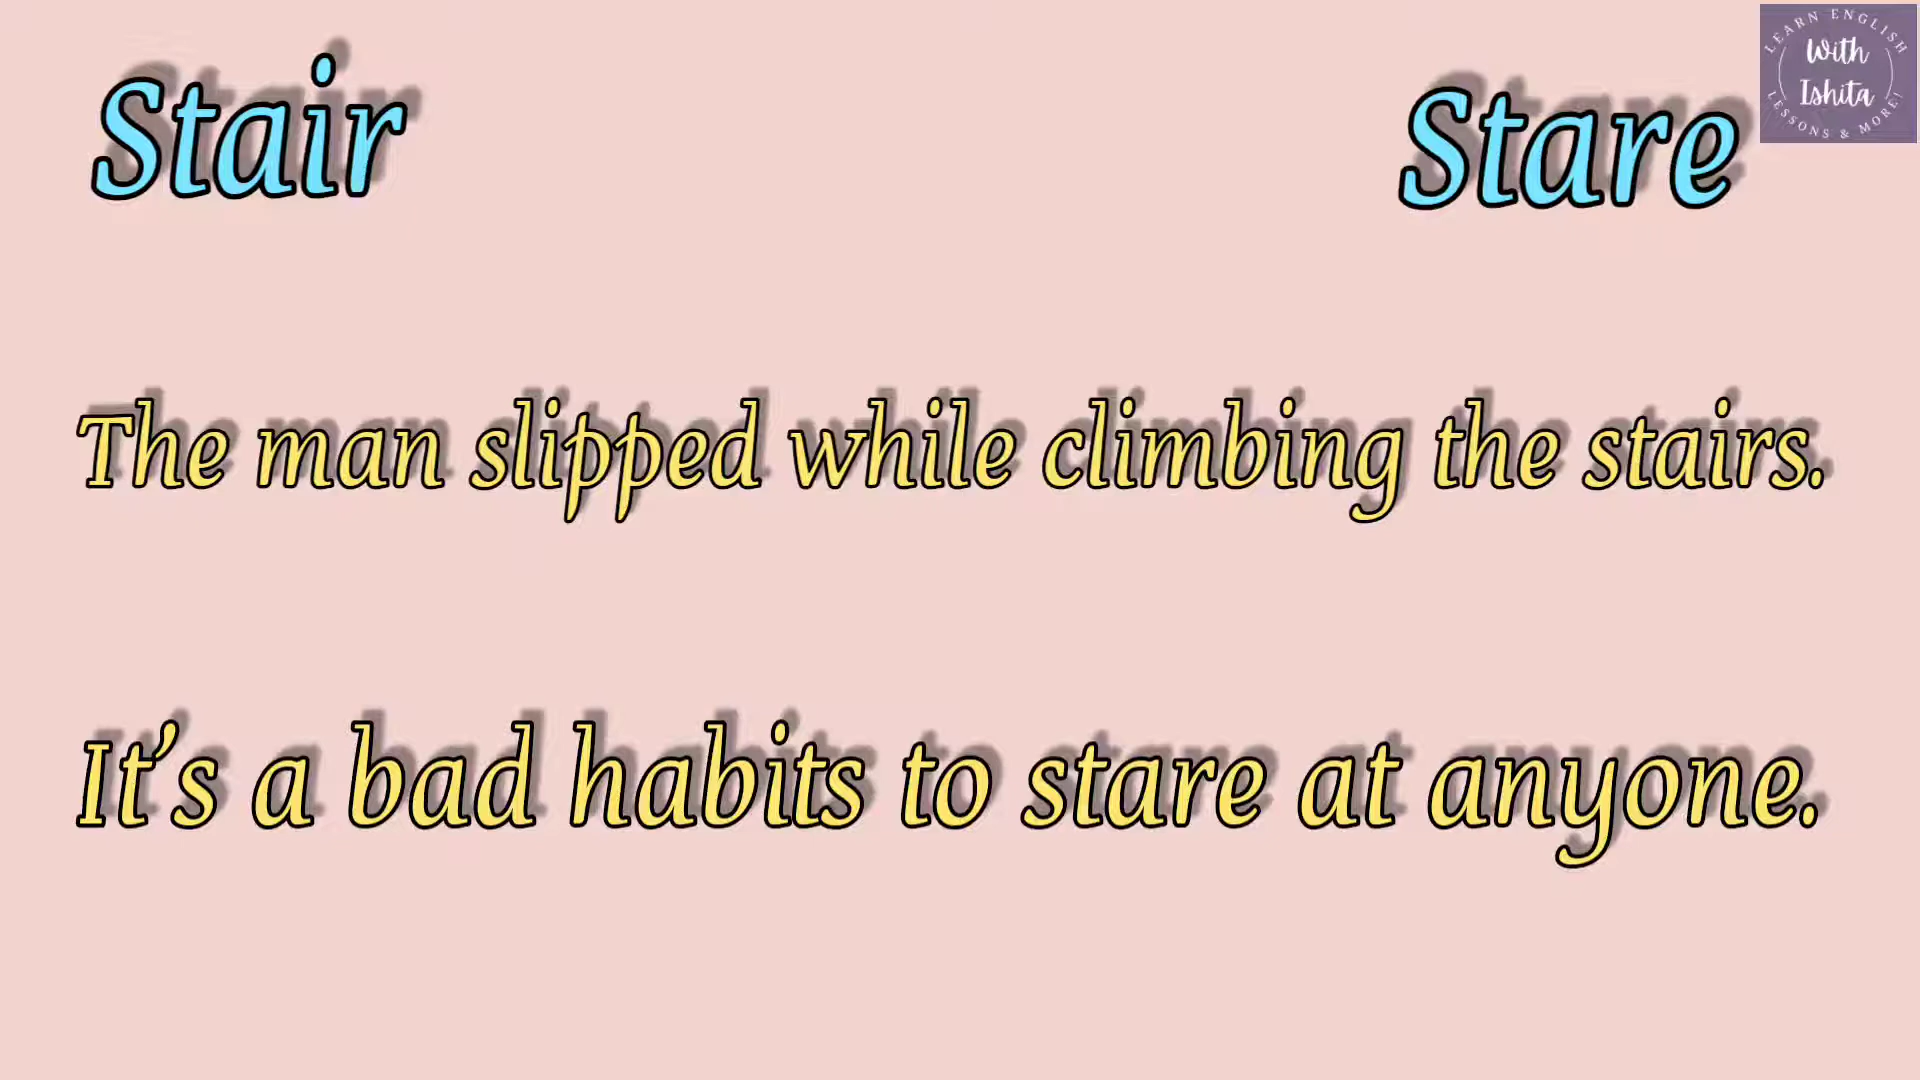 Stair
Stare
LEARN ENGLISH
With
Ishita
LESSONS & MORE!
The man slipped while climbing the stairs.
It’s a bad habits to stare at anyone.